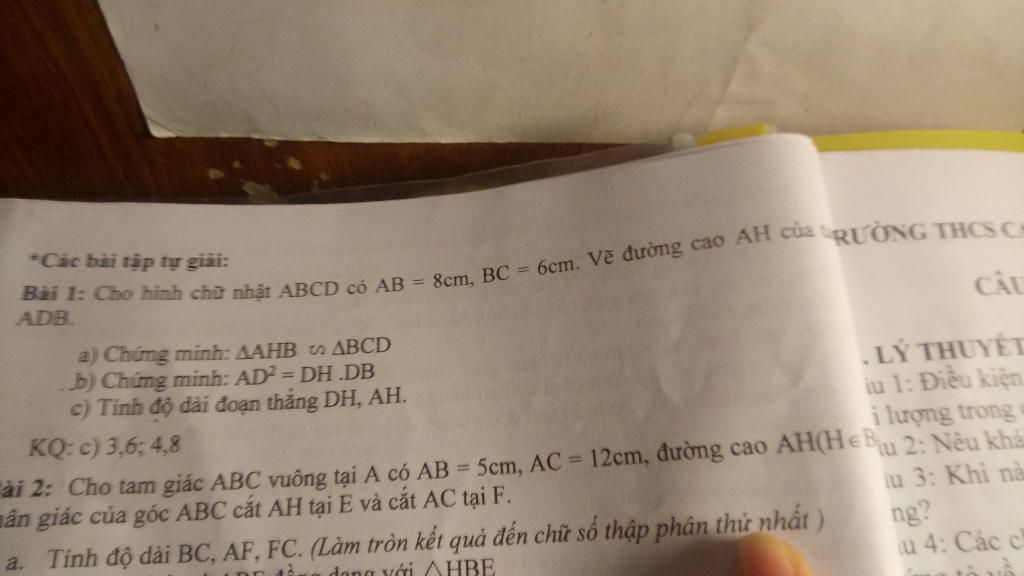 *Các bài tập tự giải:
Bài 1: Cho hình chữ nhật ABCD có AB = 8cm, BC = 6cm. Vẽ đường cao AH của
ADB.
a) Chứng minh: ΔAHB ∽ ΔBCD
b) Chứng minh: AD² = DH .DB
c) Tính độ dài đoạn thẳng DH, AH.
KQ: c) 3,6; 4,8
ài 2: Cho tam giác ABC vuông tại A có AB = 5cm, AC = 12cm, đường cao AH(H ∈ B
ân giác của góc ABC cắt AH tại E và cắt AC tại F.
a. Tính độ dài BC, AF, FC. (Làm tròn kết quả đến chữ số thập phân thứ nhất )
với △HBE
RƯỜNG THCS CA
CÂU
. LÝ THUYẾT
u 1: Điều kiện
i lượng trong
u 2: Nêu khá
u 3: Khi nà
ng?
u 4: Các c